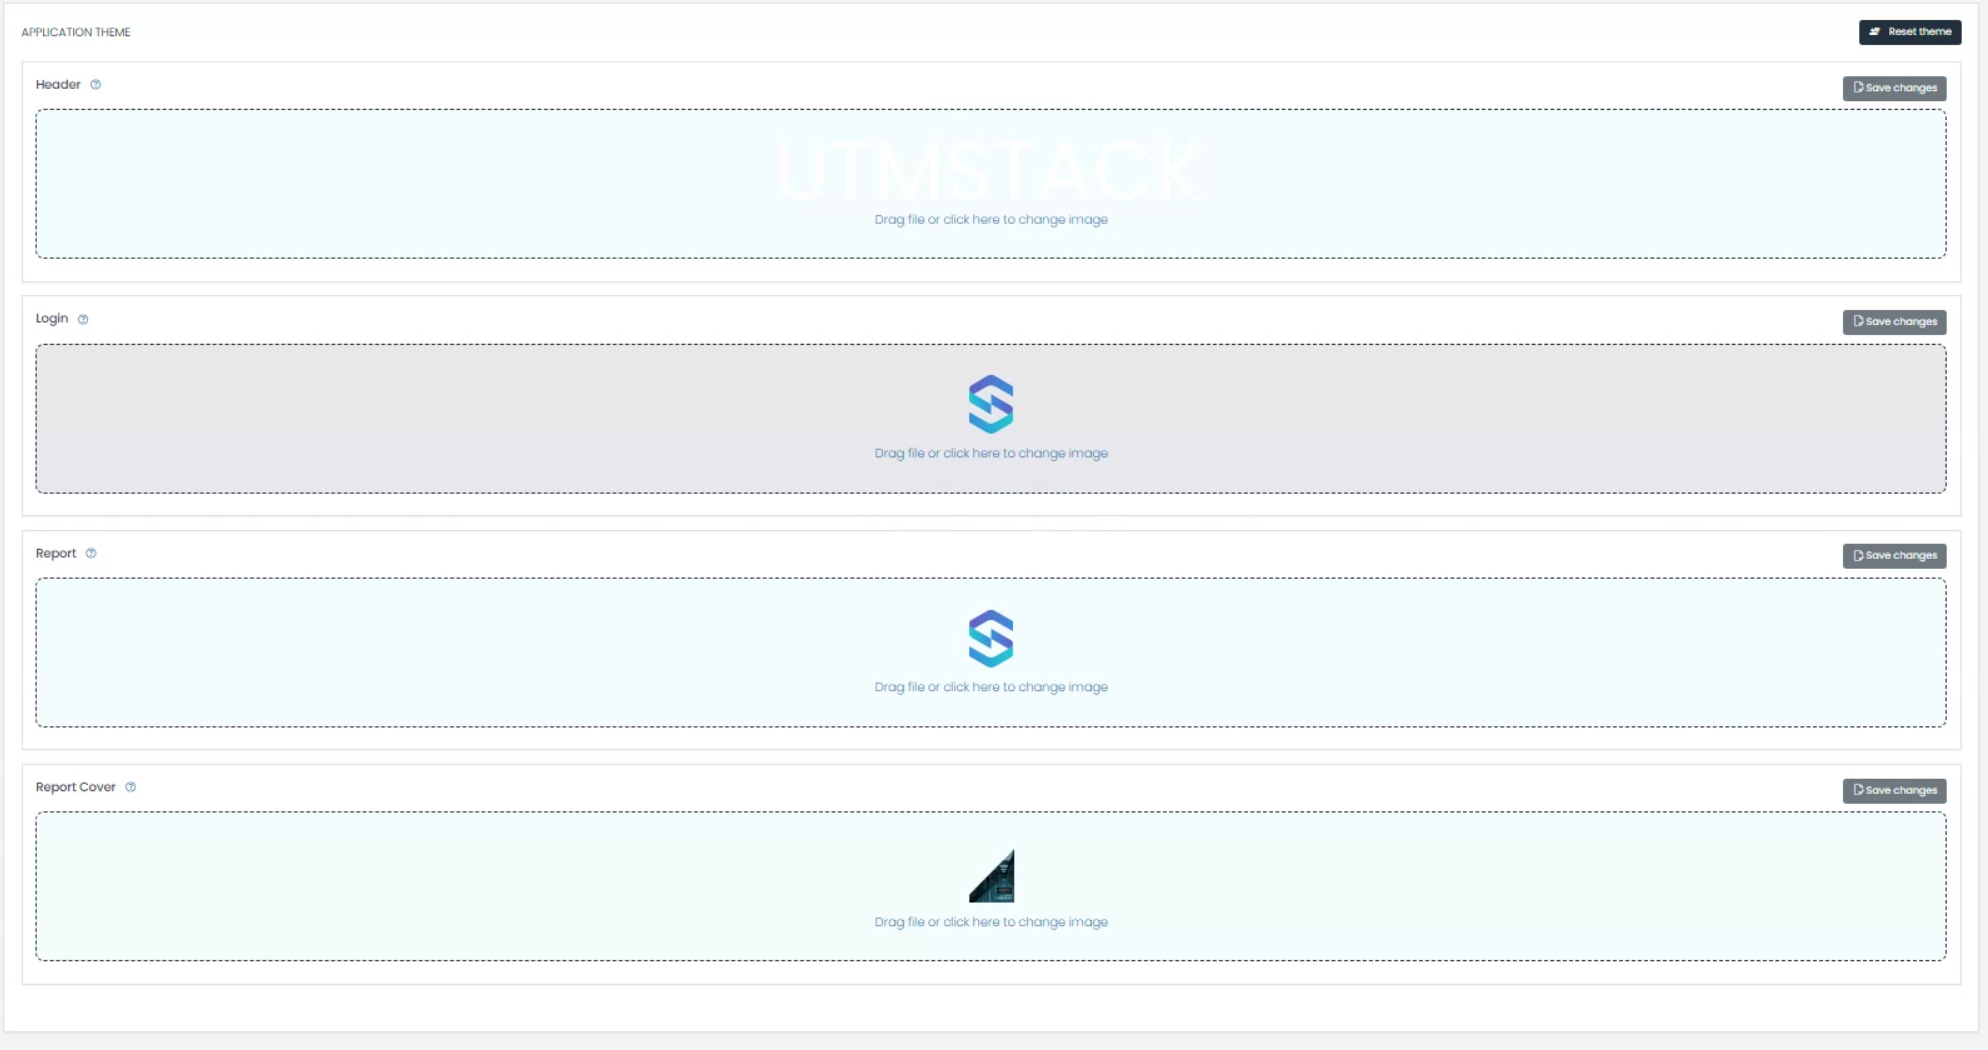 APPLICATION THEME
Reset theme
Header
Save changes
UTMSTACK
Drag file or click here to change image
Login
Save changes
Drag file or click here to change image
Report
Save changes
Drag file or click here to change image
Report Cover
Save changes
Drag file or click here to change image